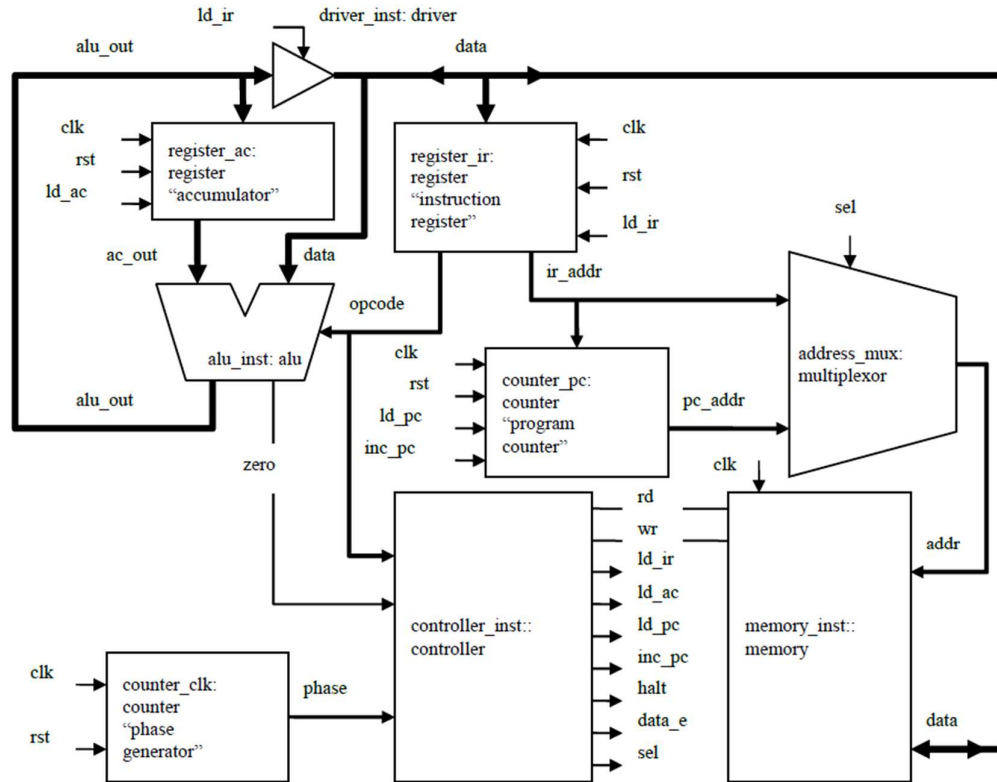 ld_ir
driver_inst: driver
alu_out
data
clk
rst
ld_ac
register_ac:
register
“accumulator”
register_ir:
register
“instruction
register”
clk
rst
ld_ir
sel
ac_out
data
ir_addr
opcode
alu_inst: alu
clk
rst
ld_pc
inc_pc
counter_pc:
counter
“program
counter”
pc_addr
address_mux:
multiplexor
alu_out
zero
clk
rd
wr
ld_ir
ld_ac
ld_pc
inc_pc
halt
data_e
sel
addr
controller_inst::
controller
memory_inst::
memory
clk
rst
counter_clk:
counter
“phase
generator”
phase
data